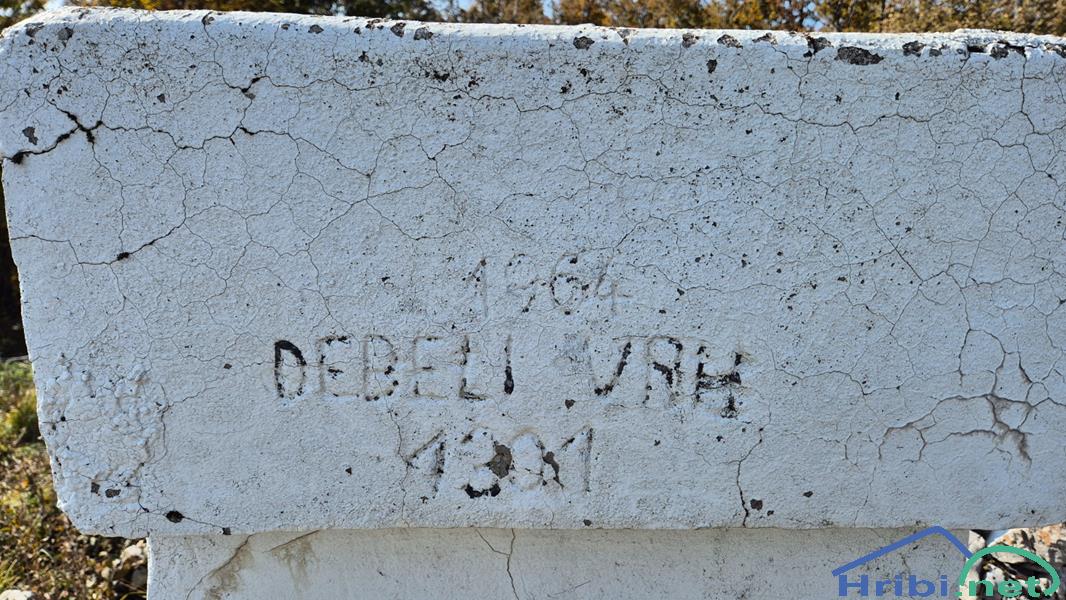 1964
DEBELI VRH
1391
Hribi.net